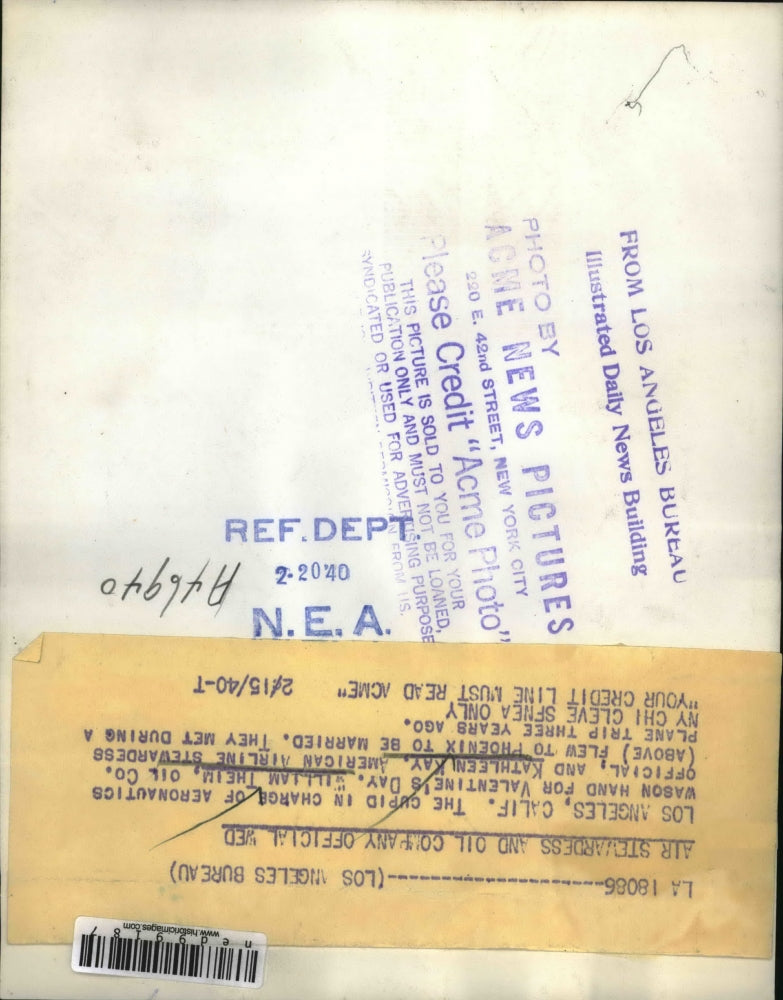 FROM LOS ANGELES BUREAU
Illustrated Daily News Building
PHOTO BY
ACME NEWS PICTURES
220 E. 42nd STREET, NEW YORK CITY
Please Credit "Acme Photo"
THIS PICTURE IS SOLD TO YOU FOR YOUR
PUBLICATION ONLY AND MUST NOT BE LOANED,
SYNDICATED OR USED FOR ADVERTISING PURPOSE
FROM US.
REF. DEPT.
2-20 40
N. E. A.
A46940
LA 18086----------------------(LOS ANGELES BUREAU)
AIR STEWARDESS AND OIL COMPANY OFFICIAL WED
LOS ANGELES, CALIF. THE CUPID IN CHARGE OF AERONAUTICS
WASON HAND FOR VALENTINE'S DAY. WILLIAM THEIM, OIL CO.
OFFICIAL, AND KATHLEEN KAY, AMERICAN AIRLINE STEWARDESS
(ABOVE) FLEW TO PHOENIX TO BE MARRIED. THEY MET DURING A
PLANE TRIP THREE YEARS AGO.
NY CHI CLEVE SFNEA ONLY
"YOUR CREDIT LINE MUST READ ACME" 2/15/40-T
www.historicimages.com
nedn99187